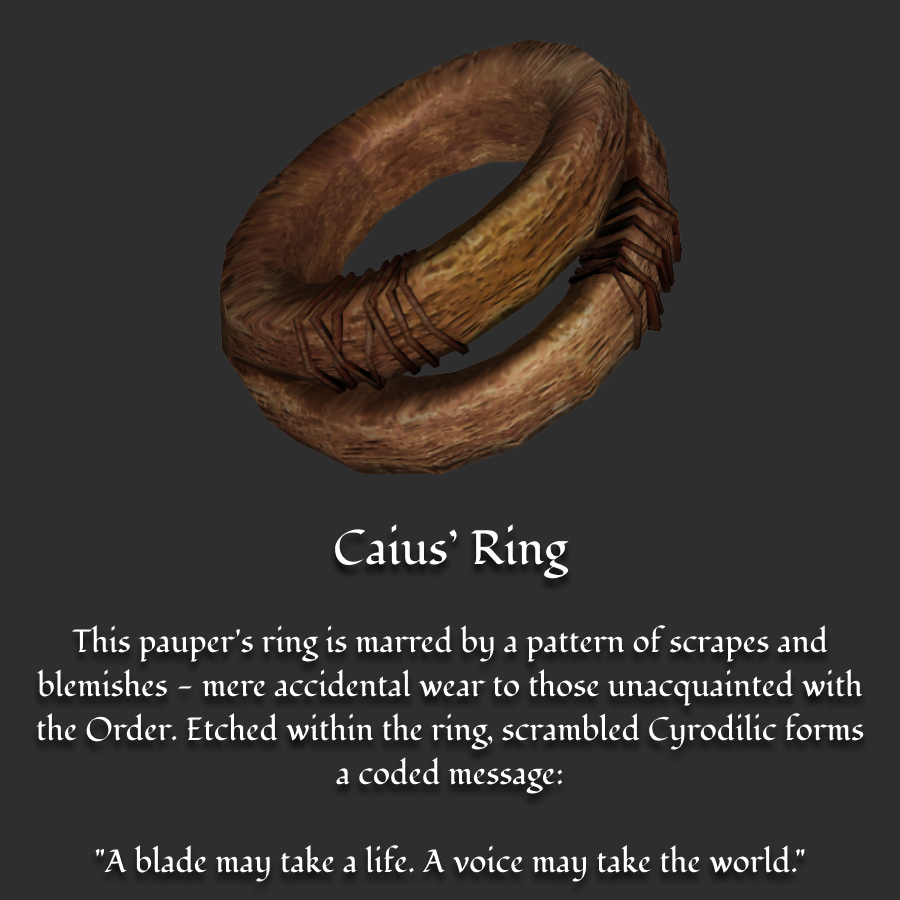 Caius' Ring
This pauper's ring is marred by a pattern of scrapes and
blemishes – mere accidental wear to those unacquainted with
the Order. Etched within the ring, scrambled Cyrodilic forms
a coded message:
"A blade may take a life. A voice may take the world."